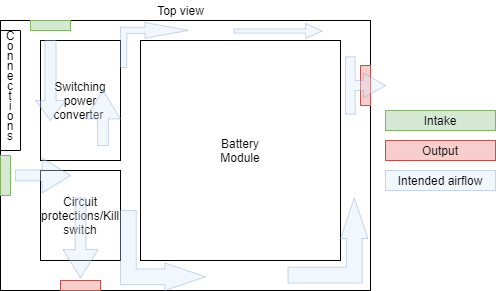 Top view
Connections
Switching
power
converter
Battery
Module
Circuit
protections/Kill
switch
Intake
Output
Intended airflow